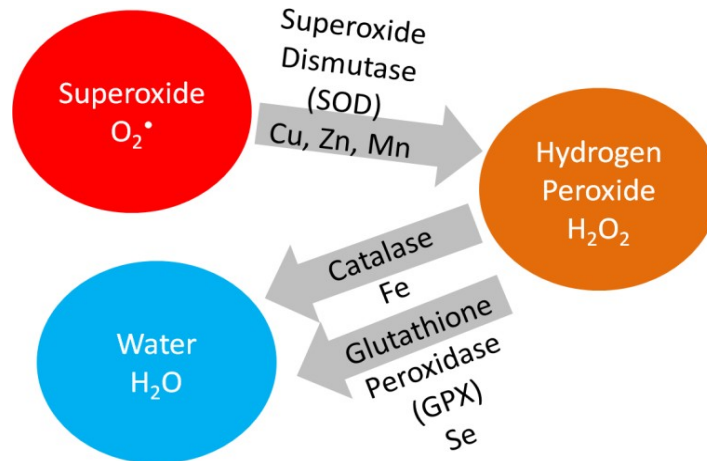 Superoxide
O₂•
Superoxide
Dismutase
(SOD)
Cu, Zn, Mn
Hydrogen
Peroxide
H₂O₂
Catalase
Fe
Glutathione
Peroxidase
(GPX)
Se
Water
H₂O